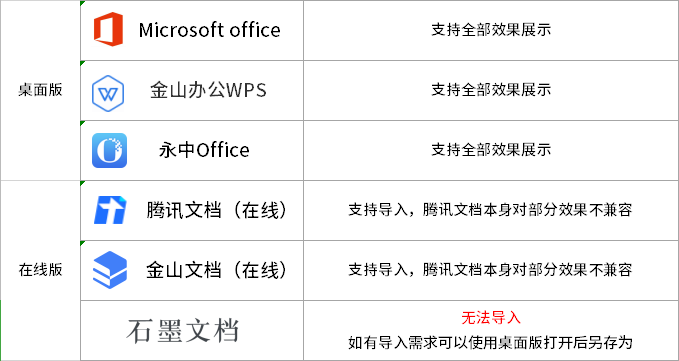 桌面版
Microsoft office
支持全部效果展示
金山办公WPS
支持全部效果展示
永中Office
支持全部效果展示
在线版
腾讯文档（在线）
支持导入，腾讯文档本身对部分效果不兼容
金山文档（在线）
支持导入，腾讯文档本身对部分效果不兼容
石墨文档
无法导入
如有导入需求可以使用桌面版打开后另存为